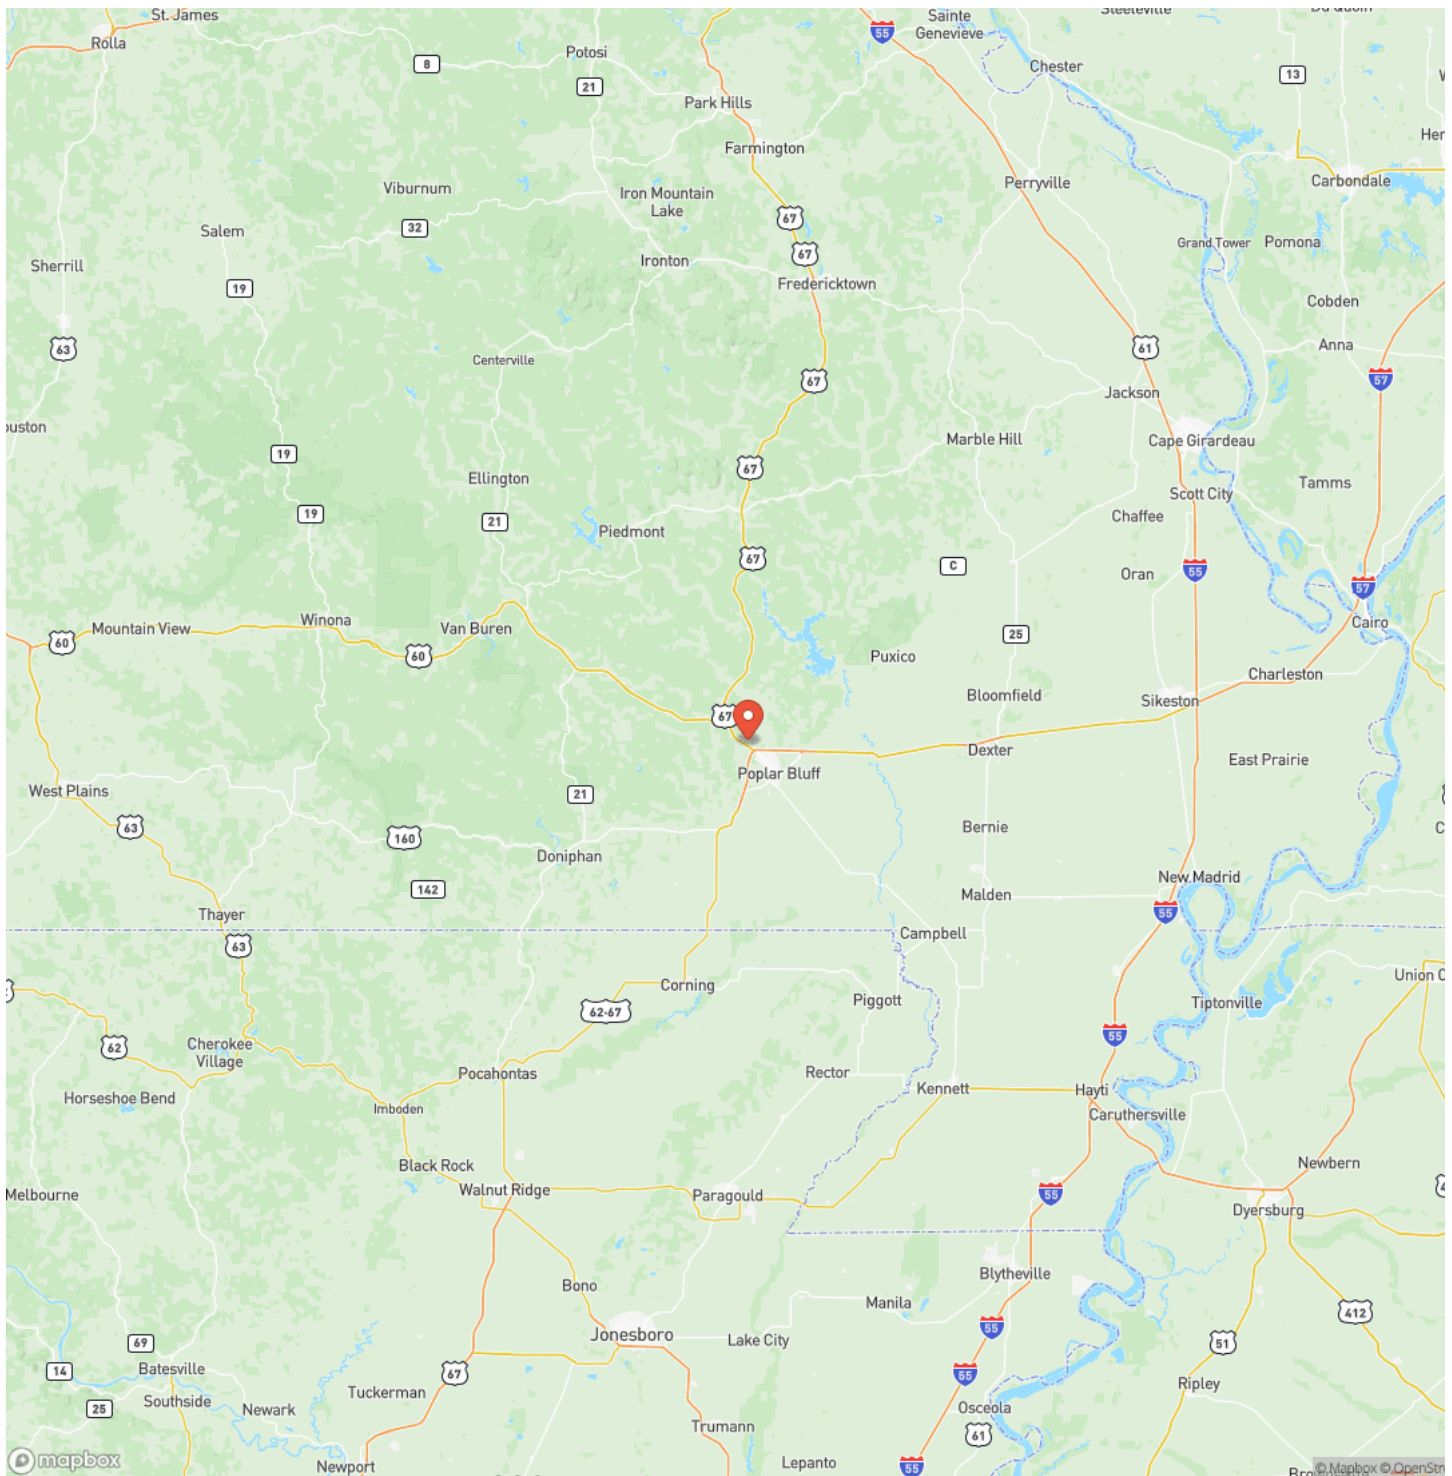 St. James
Rolla
Potosi
8
21
Park Hills
Farmington
55
Sainte
Genevieve
Steeleville
Du Quoin
Chester
13
Perryville
Carbondale
Viburnum
Iron Mountain
Lake
67
32
Salem
Sherrill
Ironton
67
Fredericktown
Grand Tower
Pomona
19
Cobden
63
Centerville
61
Anna
67
57
Jackson
Marble Hill
Cape Girardeau
ouston
19
67
Ellington
Scott City
Tamms
19
21
Piedmont
Chaffee
67
C
Oran
55
57
Cairo
Mountain View
Winona
Van Buren
60
60
25
Puxico
Bloomfield
Charleston
Sikeston
67
Dexter
East Prairie
Poplar Bluff
West Plains
21
63
160
Bernie
Doniphan
142
Malden
New Madrid
55
Thayer
63
Campbell
Corning
Union C
62-67
Piggott
Tiptonville
62
Cherokee
Village
55
Pocahontas
Rector
Kennett
Hayti
Horseshoe Bend
Imboden
Caruthersville
Black Rock
Newbern
Melbourne
Walnut Ridge
Paragould
55
Dyersburg
Blytheville
Bono
Manila
412
Jonesboro
Lake City
55
69
51
14
Batesville
67
55
Southside
Tuckerman
Ripley
25
Newark
Osceola
Trumann
61
mapbox
Newport
Lepanto
55
© Mapbox © OpenStr